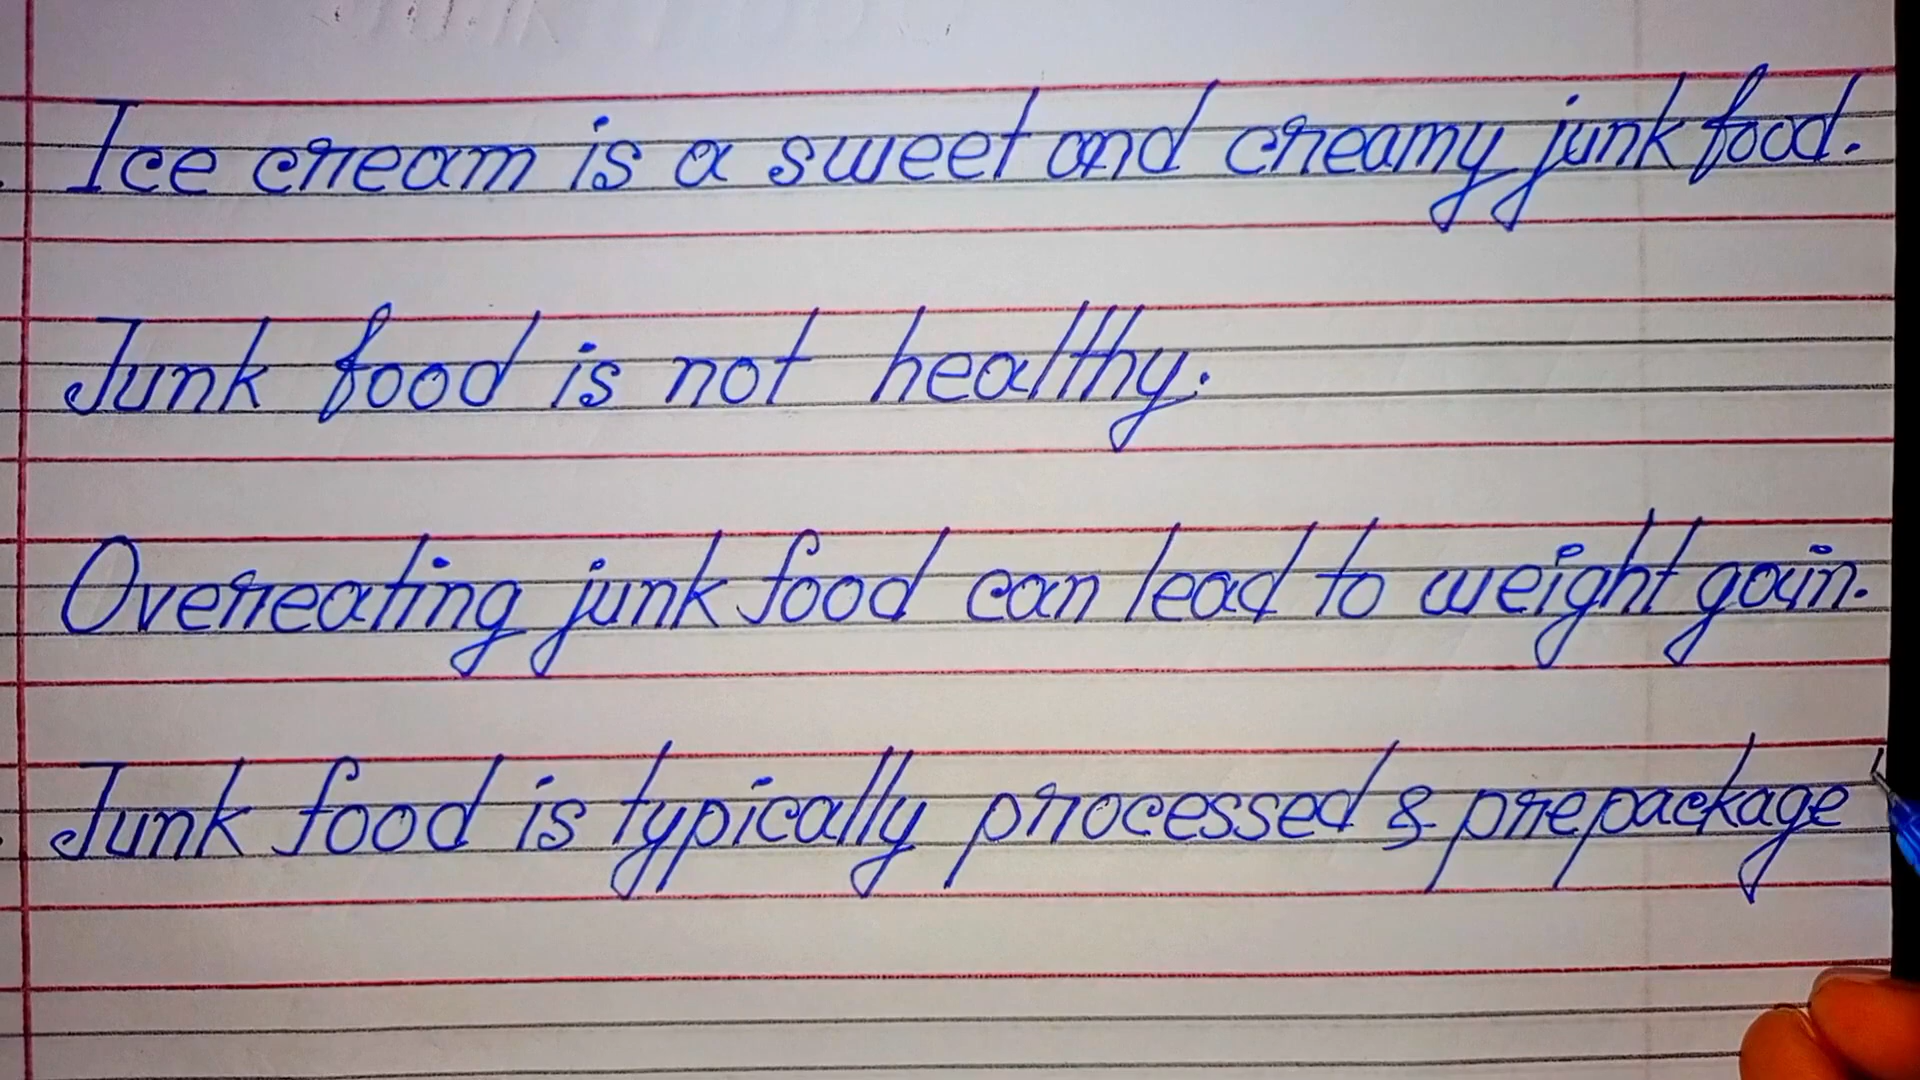 Ice cream is a sweet and creamy junk food.
Junk food is not healthy.
Overeating junk food can lead to weight gain.
Junk food is typically processed & prepackage